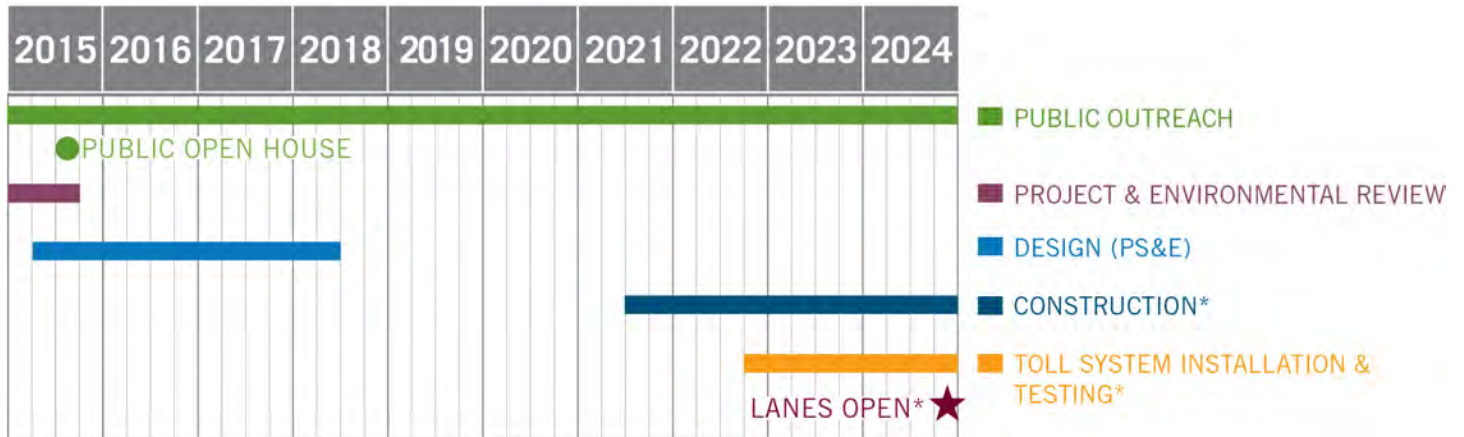 2015 2016 2017 2018 2019 2020 2021 2022 2023 2024
PUBLIC OUTREACH
PUBLIC OPEN HOUSE
PROJECT & ENVIRONMENTAL REVIEW
DESIGN (PS&E)
CONSTRUCTION*
TOLL SYSTEM INSTALLATION &
TESTING*
LANES OPEN*